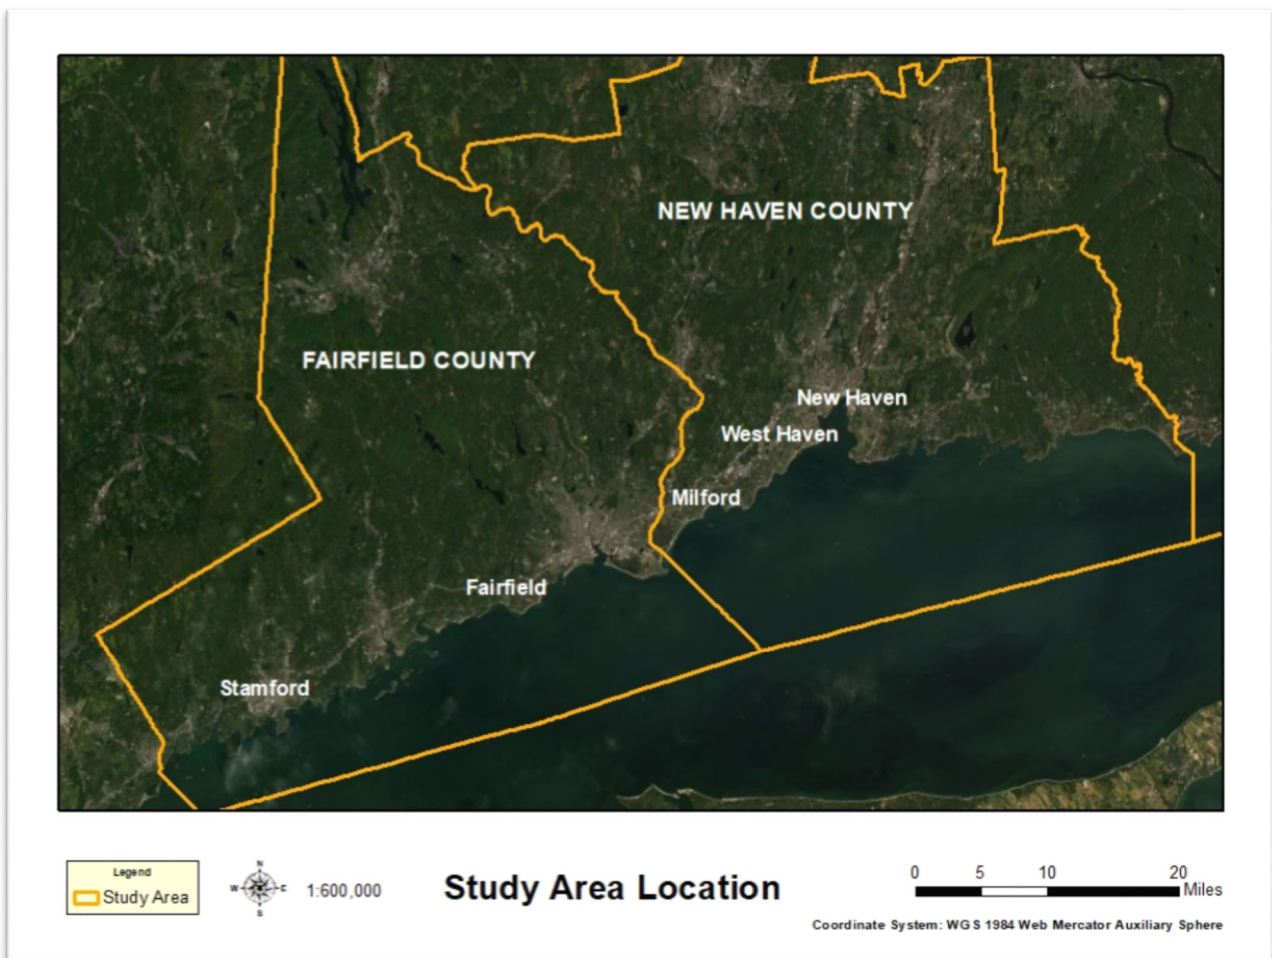 NEW HAVEN COUNTY
FAIRFIELD COUNTY
New Haven
West Haven
Milford
Fairfield
Stamford
Legend
Study Area
N
W E
S
1:600,000
Study Area Location
0 5 10 20
Miles
Coordinate System: WGS 1984 Web Mercator Auxiliary Sphere